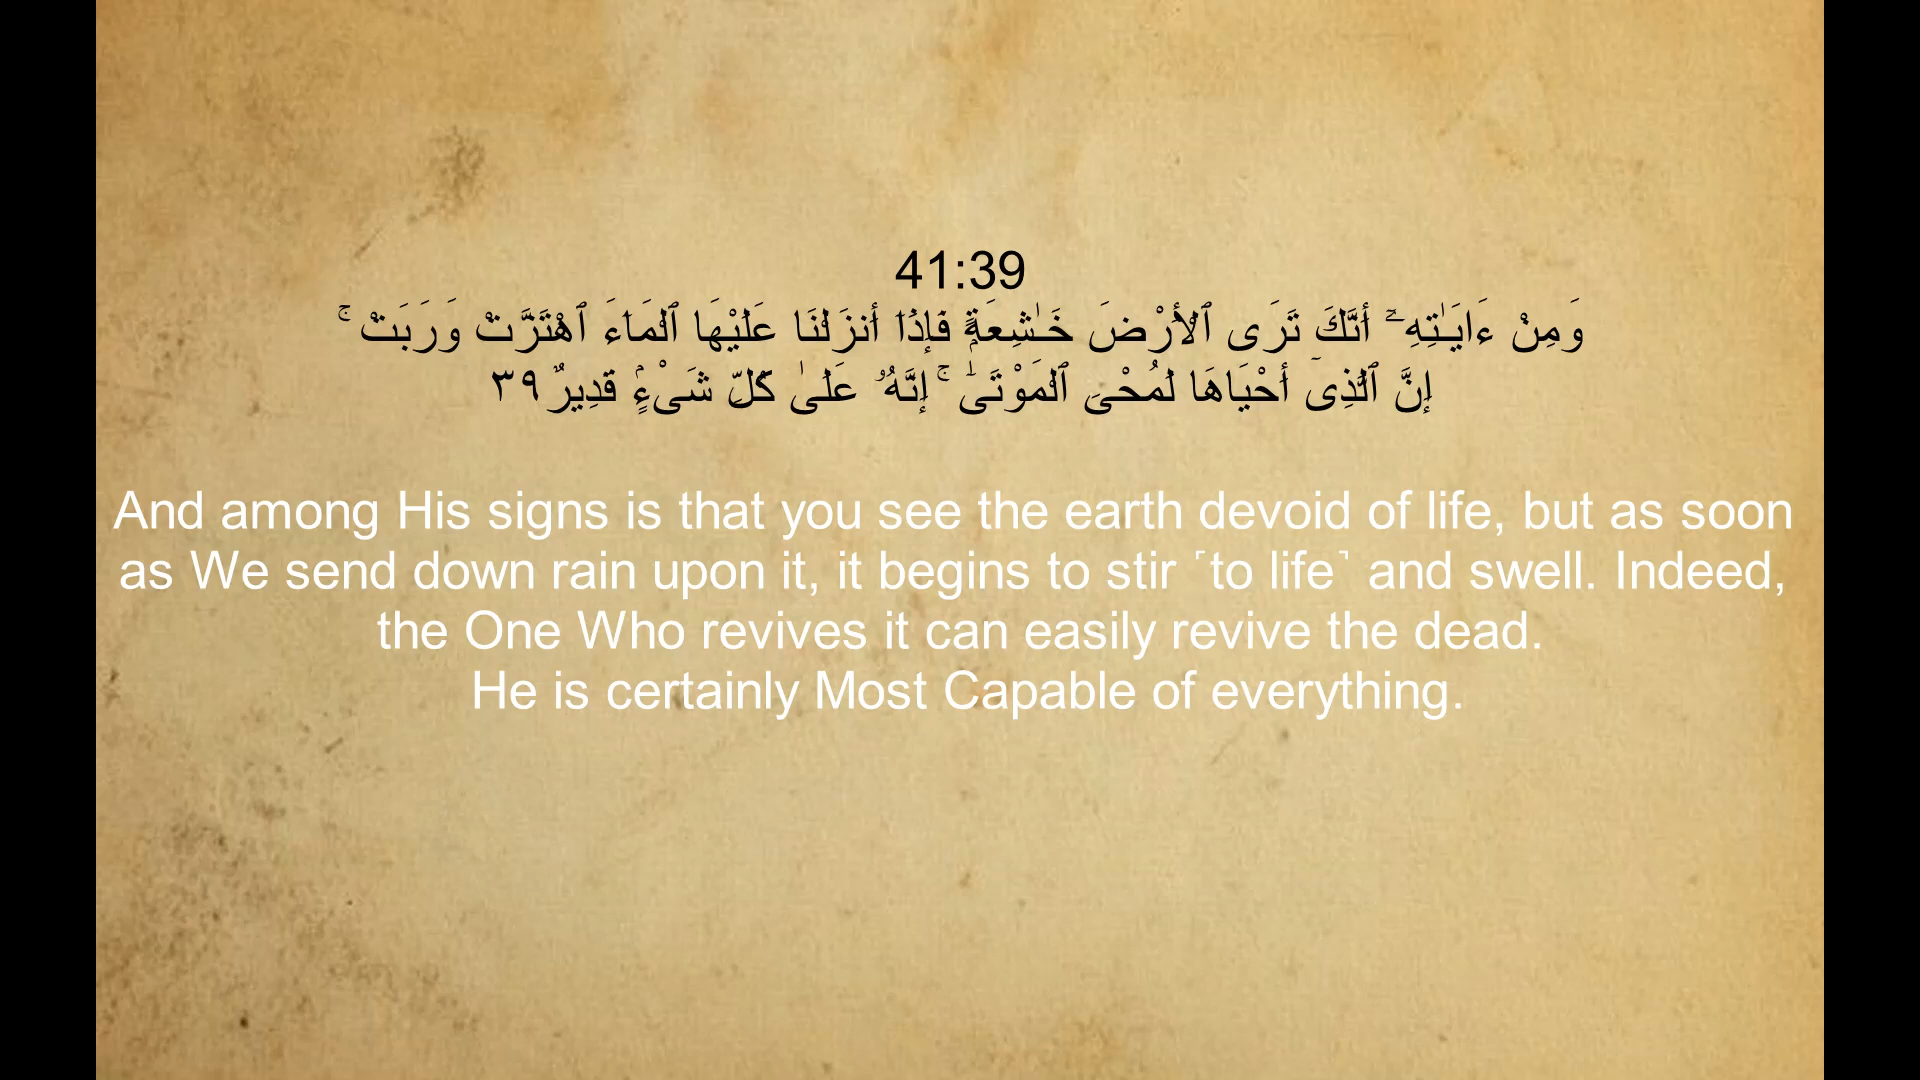 41:39
وَمِنْ ءَايَـٰتِهِۦٓ أَنَّكَ تَرَى ٱلْأَرْضَ خَـٰشِعَةًۭ فَإِذَآ أَنزَلْنَا عَلَيْهَا ٱلْمَآءَ ٱهْتَزَّتْ وَرَبَتْ ۚ
إِنَّ ٱلَّذِىٓ أَحْيَاهَا لَمُحْىِ ٱلْمَوْتَىٰٓ ۚ إِنَّهُۥ عَلَىٰ كُلِّ شَىْءٍۢ قَدِيرٌ ٣٩
And among His signs is that you see the earth devoid of life, but as soon
as We send down rain upon it, it begins to stir ˹to life˺ and swell. Indeed,
the One Who revives it can easily revive the dead.
He is certainly Most Capable of everything.